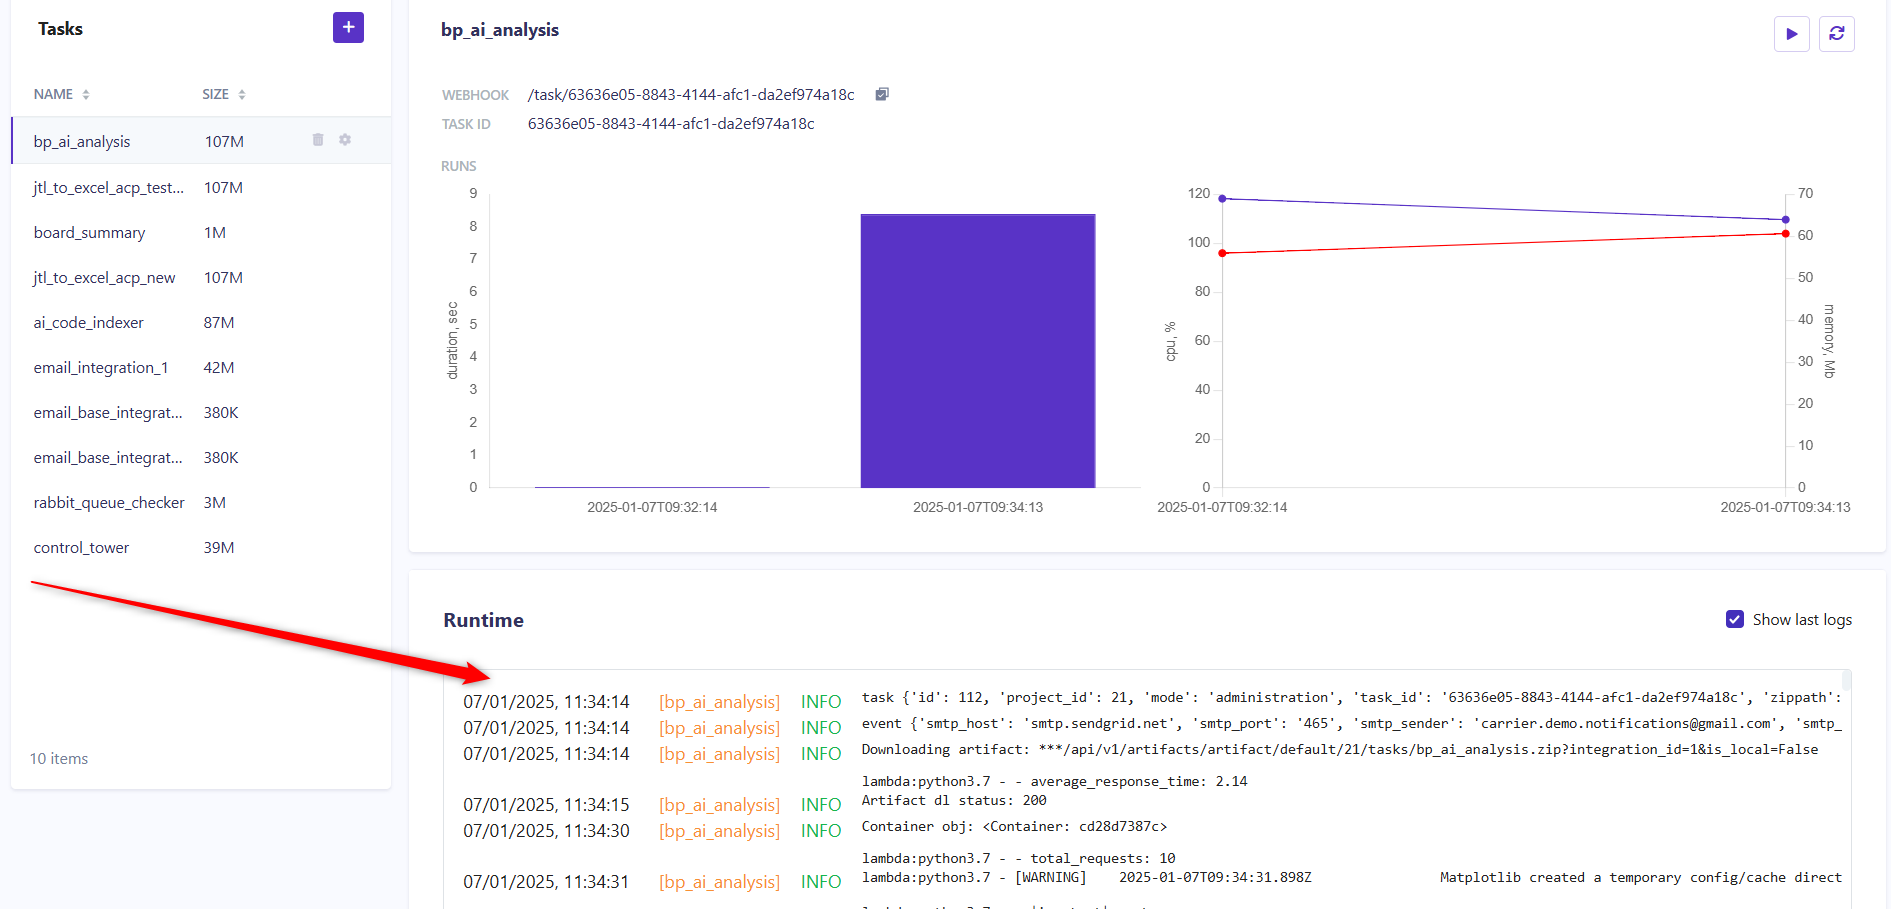 Tasks
+
NAME SIZE
bp_ai_analysis 107M
jtl_to_excel_acp_test... 107M
board_summary 1M
jtl_to_excel_acp_new 107M
ai_code_indexer 87M
email_integration_1 42M
email_base_integrat... 380K
email_base_integrat... 380K
rabbit_queue_checker 3M
control_tower 39M
10 items
bp_ai_analysis
WEBHOOK /task/63636e05-8843-4144-afc1-da2ef974a18c
TASK ID 63636e05-8843-4144-afc1-da2ef974a18c
RUNS
9
8
7
6
5
4
3
2
1
0
duration, sec
2025-01-07T09:32:14 2025-01-07T09:34:13
120
100
80
60
40
20
0
cpu, %
70
60
50
40
30
20
10
0
memory, Mb
2025-01-07T09:32:14 2025-01-07T09:34:13
Runtime
Show last logs
07/01/2025, 11:34:14 [bp_ai_analysis] INFO task {'id': 112, 'project_id': 21, 'mode': 'administration', 'task_id': '63636e05-8843-4144-afc1-da2ef974a18c', 'zippath':
07/01/2025, 11:34:14 [bp_ai_analysis] INFO event {'smtp_host': 'smtp.sendgrid.net', 'smtp_port': '465', 'smtp_sender': 'carrier.demo.notifications@gmail.com', 'smtp_
07/01/2025, 11:34:14 [bp_ai_analysis] INFO Downloading artifact: ***/api/v1/artifacts/artifact/default/21/tasks/bp_ai_analysis.zip?integration_id=1&is_local=False
lambda:python3.7 - - average_response_time: 2.14
07/01/2025, 11:34:15 [bp_ai_analysis] INFO Artifact dl status: 200
07/01/2025, 11:34:30 [bp_ai_analysis] INFO Container obj: <Container: cd28d7387c>
lambda:python3.7 - - total_requests: 10
07/01/2025, 11:34:31 [bp_ai_analysis] INFO lambda:python3.7 - [WARNING] 2025-01-07T09:34:31.898Z Matplotlib created a temporary config/cache direct